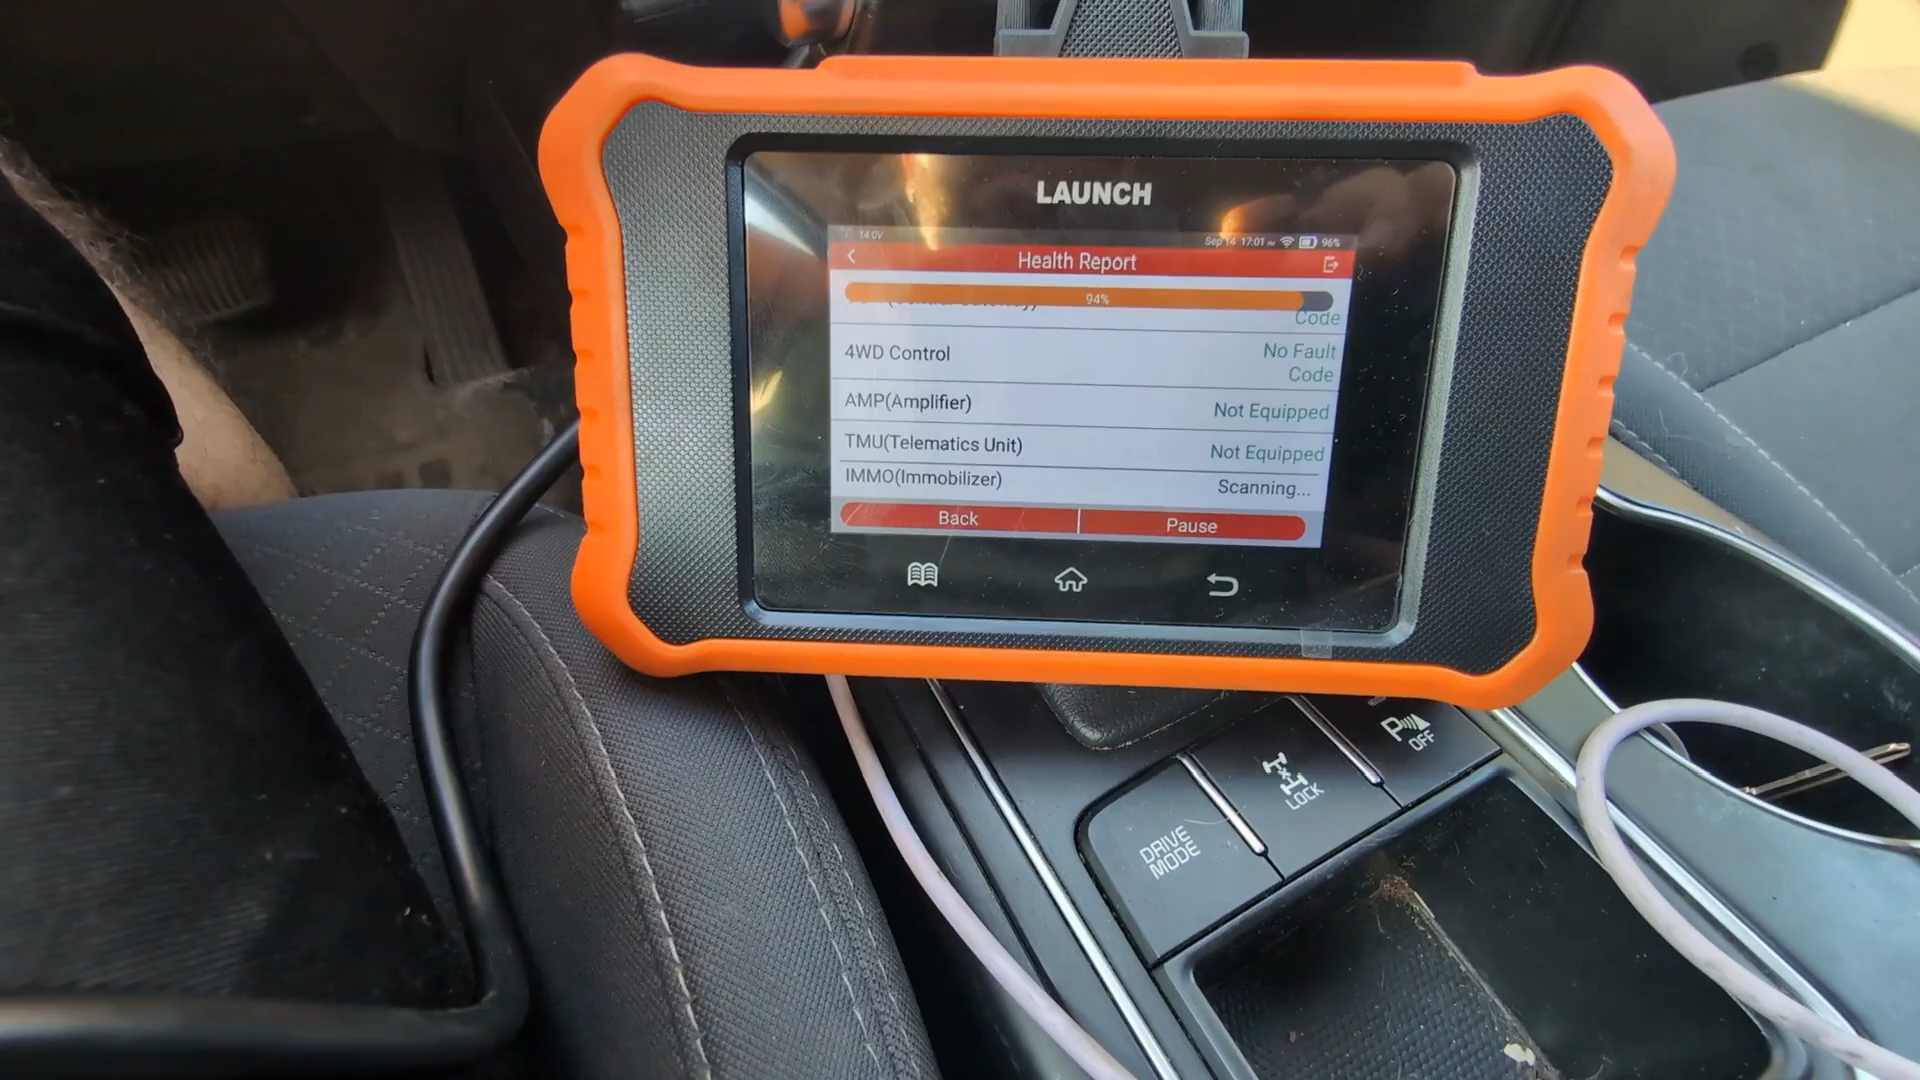 LAUNCH
14.0V
Sep 14 17:01
96%
Health Report
94%
Code
4WD Control
No Fault
Code
AMP(Amplifier)
Not Equipped
TMU(Telematics Unit)
Not Equipped
IMMO(Immobilizer)
Scanning...
Back
Pause
P
OFF
LOCK
DRIVE
MODE